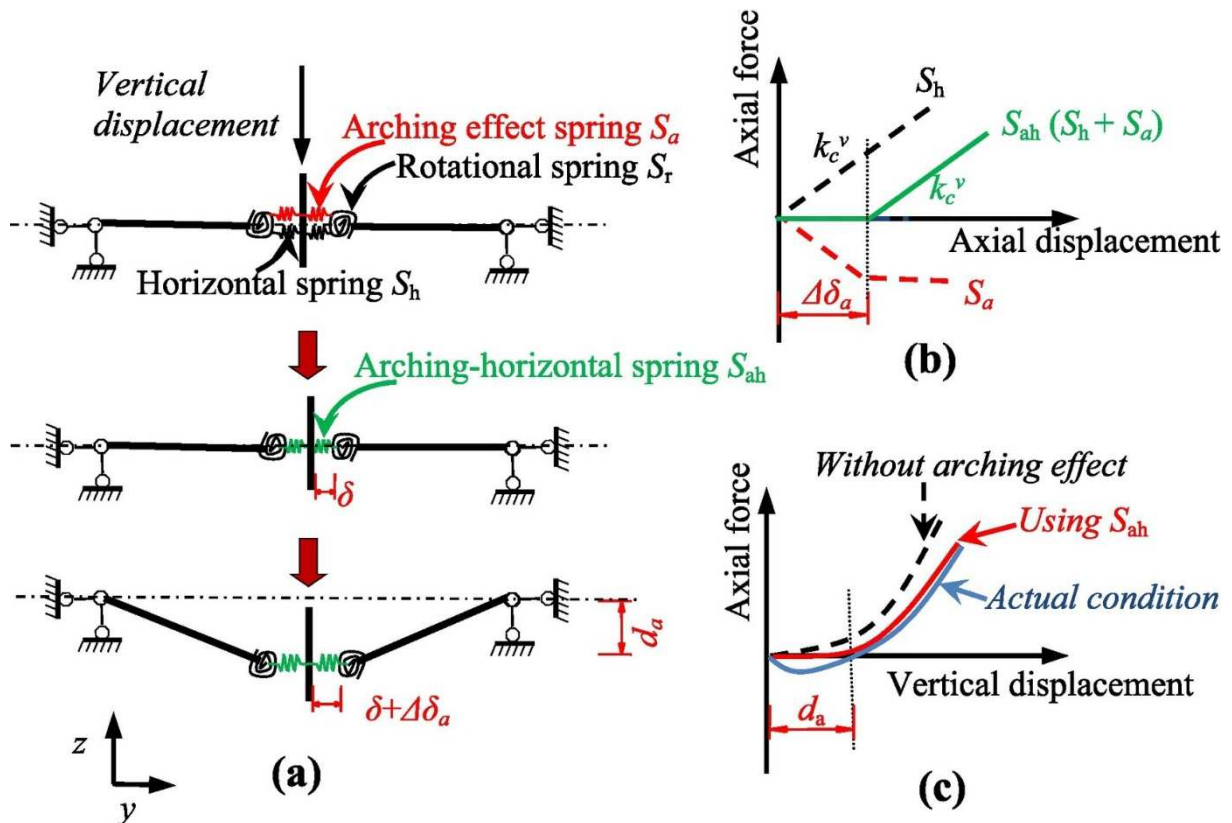 Vertical
displacement
Arching effect spring Sₐ
Rotational spring Sᵣ
Horizontal spring Sₕ
Arching-horizontal spring Sₐₕ
δ
dₐ
δ+Δδₐ
z
y
(a)
Axial force
Sₕ
k_c^v
Sₐₕ (Sₕ + Sₐ)
k_c^v
Axial displacement
Δδₐ
Sₐ
(b)
Axial force
Without arching effect
Using Sₐₕ
Actual condition
Vertical displacement
dₐ
(c)